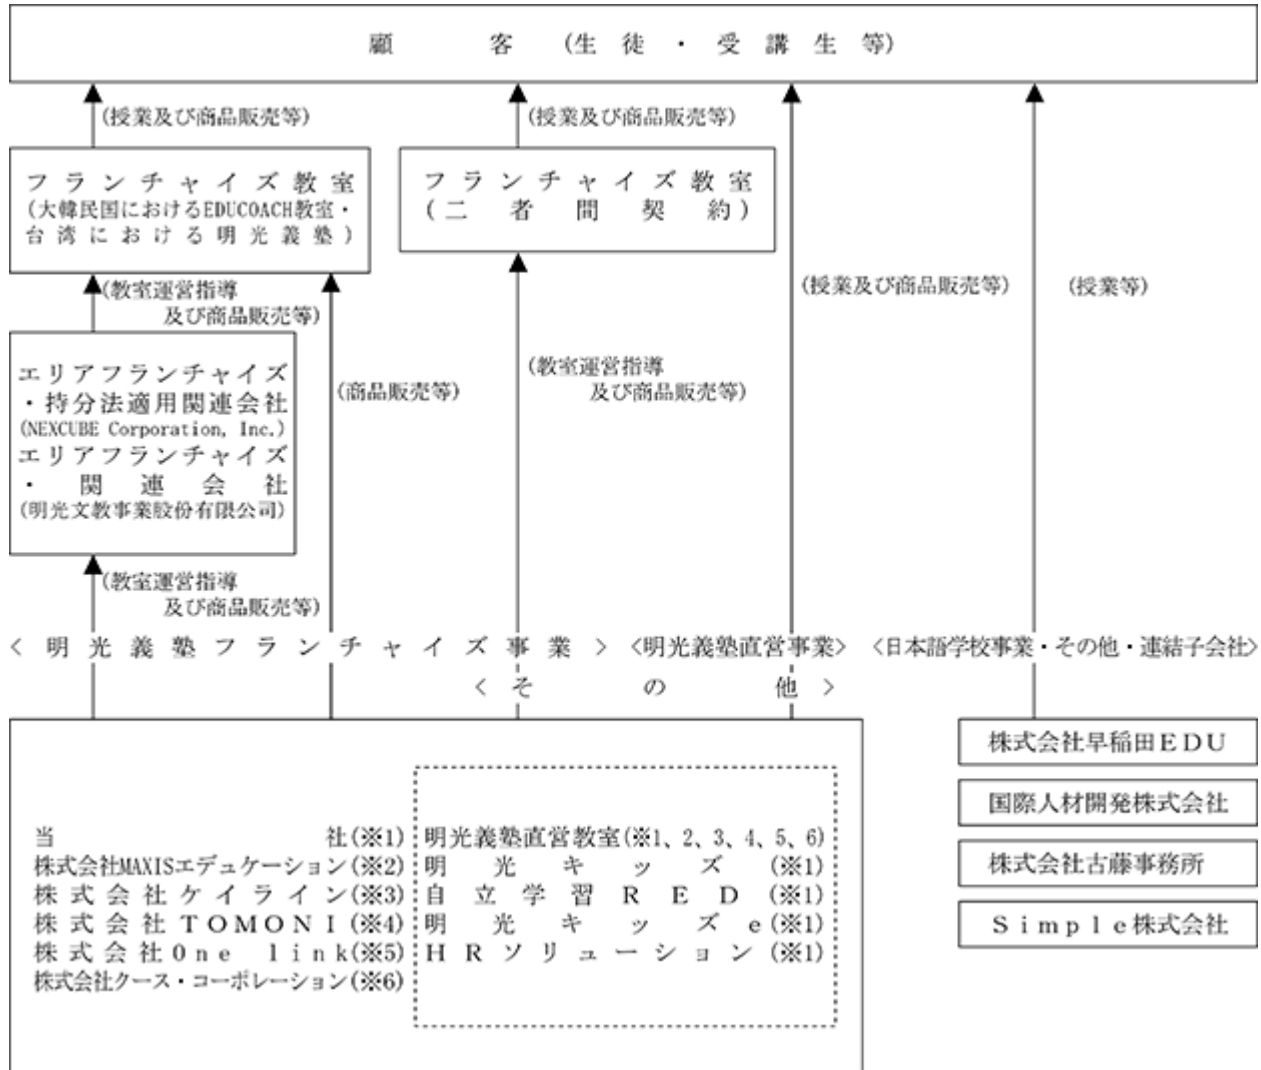 顧客(生徒・受講生等)
(授業及び商品販売等)
(授業及び商品販売等)
フランチャイズ教室
(大韓民国におけるEDUCOACH教室・
台湾における明光義塾)
フランチャイズ教室
(二者間契約)
(教室運営指導
及び商品販売等)
(授業及び商品販売等)
(授業等)
エリアフランチャイズ
・持分法適用関連会社
(NEXCUBE Corporation, Inc.)
エリアフランチャイズ
・関連会社
(明光文教事業股份有限公司)
(商品販売等)
(教室運営指導
及び商品販売等)
(教室運営指導
及び商品販売等)
<明光義塾フランチャイズ事業>
<明光義塾直営事業>
<日本語学校事業・その他・連結子会社>
<その他>
当社(※1)
株式会社MAXISエデュケーション(※2)
株式会社ケイライン(※3)
株式会社TOMONI(※4)
株式会社One link(※5)
株式会社クース・コーポレーション(※6)
明光義塾直営教室(※1、2、3、4、5、6)
明光キッズ(※1)
自立学習RED(※1)
明光キッズe(※1)
HRソリューション(※1)
株式会社早稲田EDU
国際人材開発株式会社
株式会社古藤事務所
Simple株式会社